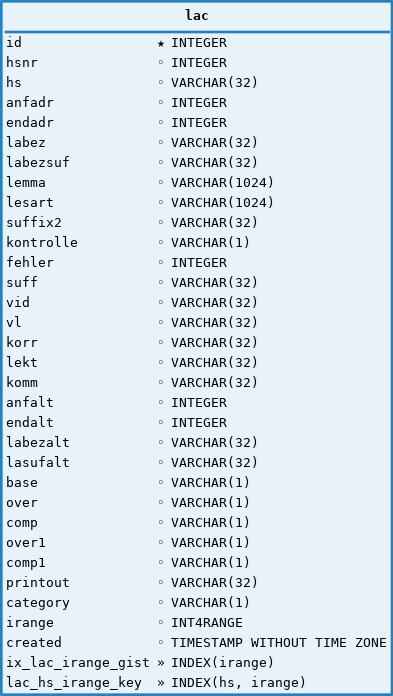 lac
id ★ INTEGER
hsnr ◦ INTEGER
hs ◦ VARCHAR(32)
anfadr ◦ INTEGER
endadr ◦ INTEGER
labez ◦ VARCHAR(32)
labezsuf ◦ VARCHAR(32)
lemma ◦ VARCHAR(1024)
lesart ◦ VARCHAR(1024)
suffix2 ◦ VARCHAR(32)
kontrolle ◦ VARCHAR(1)
fehler ◦ INTEGER
suff ◦ VARCHAR(32)
vid ◦ VARCHAR(32)
vl ◦ VARCHAR(32)
korr ◦ VARCHAR(32)
lekt ◦ VARCHAR(32)
komm ◦ VARCHAR(32)
anfalt ◦ INTEGER
endalt ◦ INTEGER
labezalt ◦ VARCHAR(32)
lasufalt ◦ VARCHAR(32)
base ◦ VARCHAR(1)
over ◦ VARCHAR(1)
comp ◦ VARCHAR(1)
over1 ◦ VARCHAR(1)
comp1 ◦ VARCHAR(1)
printout ◦ VARCHAR(32)
category ◦ VARCHAR(1)
irange ◦ INT4RANGE
created ◦ TIMESTAMP WITHOUT TIME ZONE
ix_lac_irange_gist » INDEX(irange)
lac_hs_irange_key » INDEX(hs, irange)